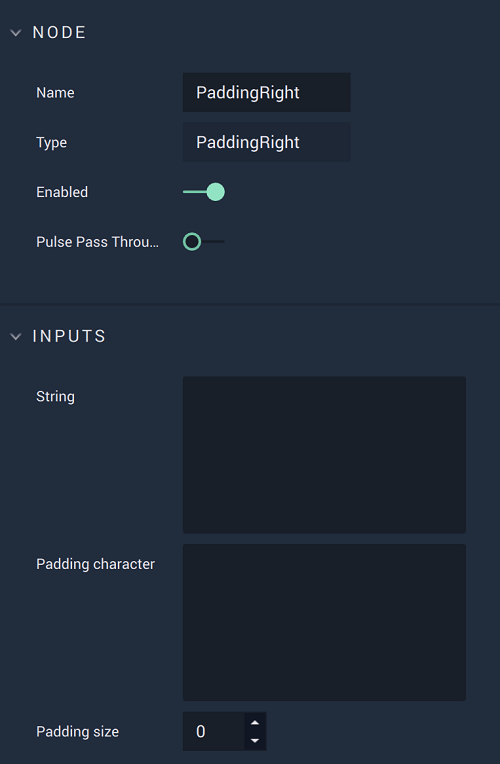 NODE
Name PaddingRight
Type PaddingRight
Enabled
Pulse Pass Throu...
INPUTS
String
Padding character
Padding size 0